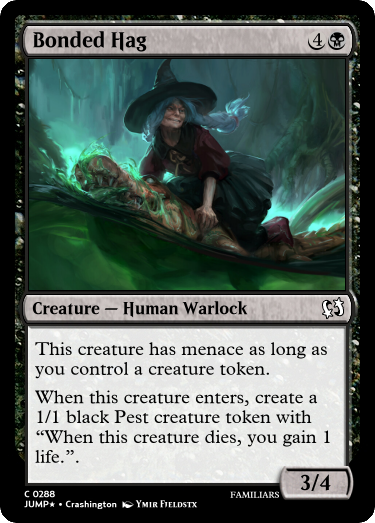 Bonded Hag 4
Creature — Human Warlock
This creature has menace as long as
you control a creature token.
When this creature enters, create a
1/1 black Pest creature token with
“When this creature dies, you gain 1
life.”.
3/4
C 0288 FAMILIARS
JUMP★ • Crashington Ymir Fieldstx